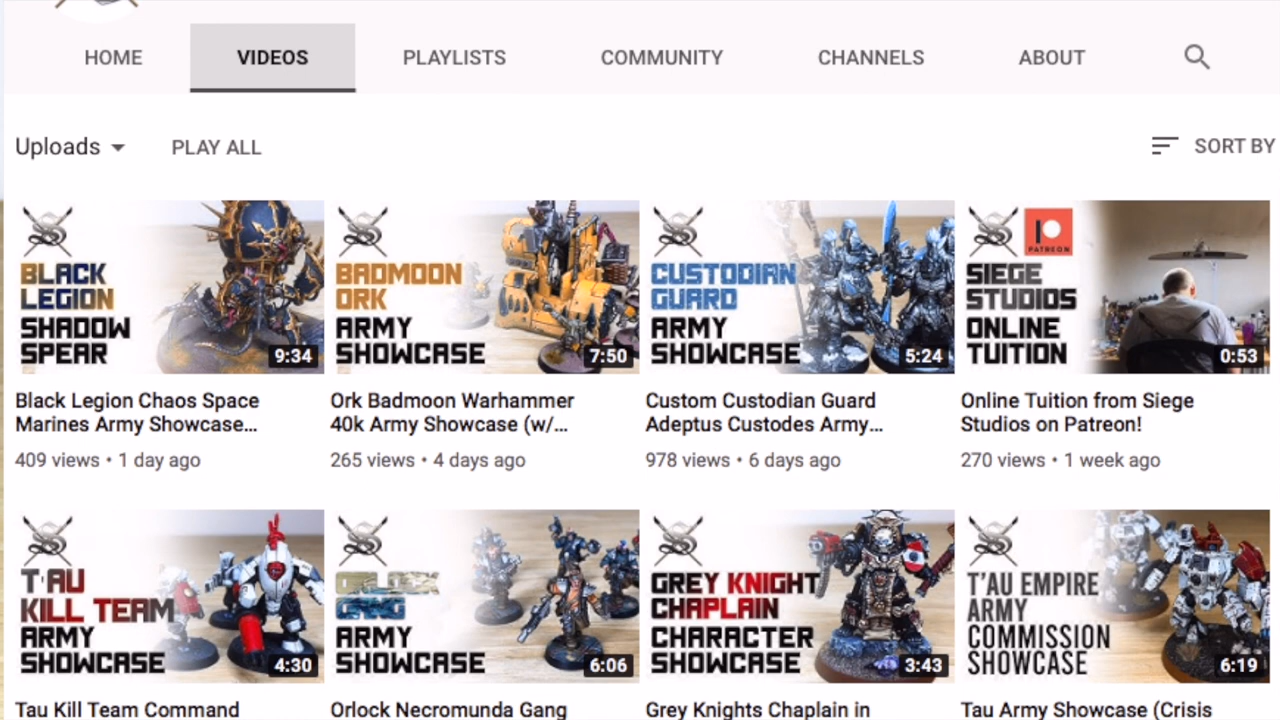 HOME VIDEOS PLAYLISTS COMMUNITY CHANNELS ABOUT
Uploads PLAY ALL SORT BY
BLACK
LEGION
SHADOW
SPEAR
9:34
BADMOON
ORK
ARMY
SHOWCASE
7:50
CUSTODIAN
GUARD
ARMY
SHOWCASE
5:24
PATREON
SIEGE
STUDIOS
ONLINE
TUITION
0:53
Black Legion Chaos Space
Marines Army Showcase...
409 views • 1 day ago
Ork Badmoon Warhammer
40k Army Showcase (w/...
265 views • 4 days ago
Custom Custodian Guard
Adeptus Custodes Army...
978 views • 6 days ago
Online Tuition from Siege
Studios on Patreon!
270 views • 1 week ago
T'AU
KILL TEAM
ARMY
SHOWCASE
4:30
ORLOCK
GANG
ARMY
SHOWCASE
6:06
GREY KNIGHT
CHAPLAIN
CHARACTER
SHOWCASE
3:43
T'AU EMPIRE
ARMY
COMMISSION
SHOWCASE
6:19
Tau Kill Team Command
Orlock Necromunda Gang
Grey Knights Chaplain in
Tau Army Showcase (Crisis